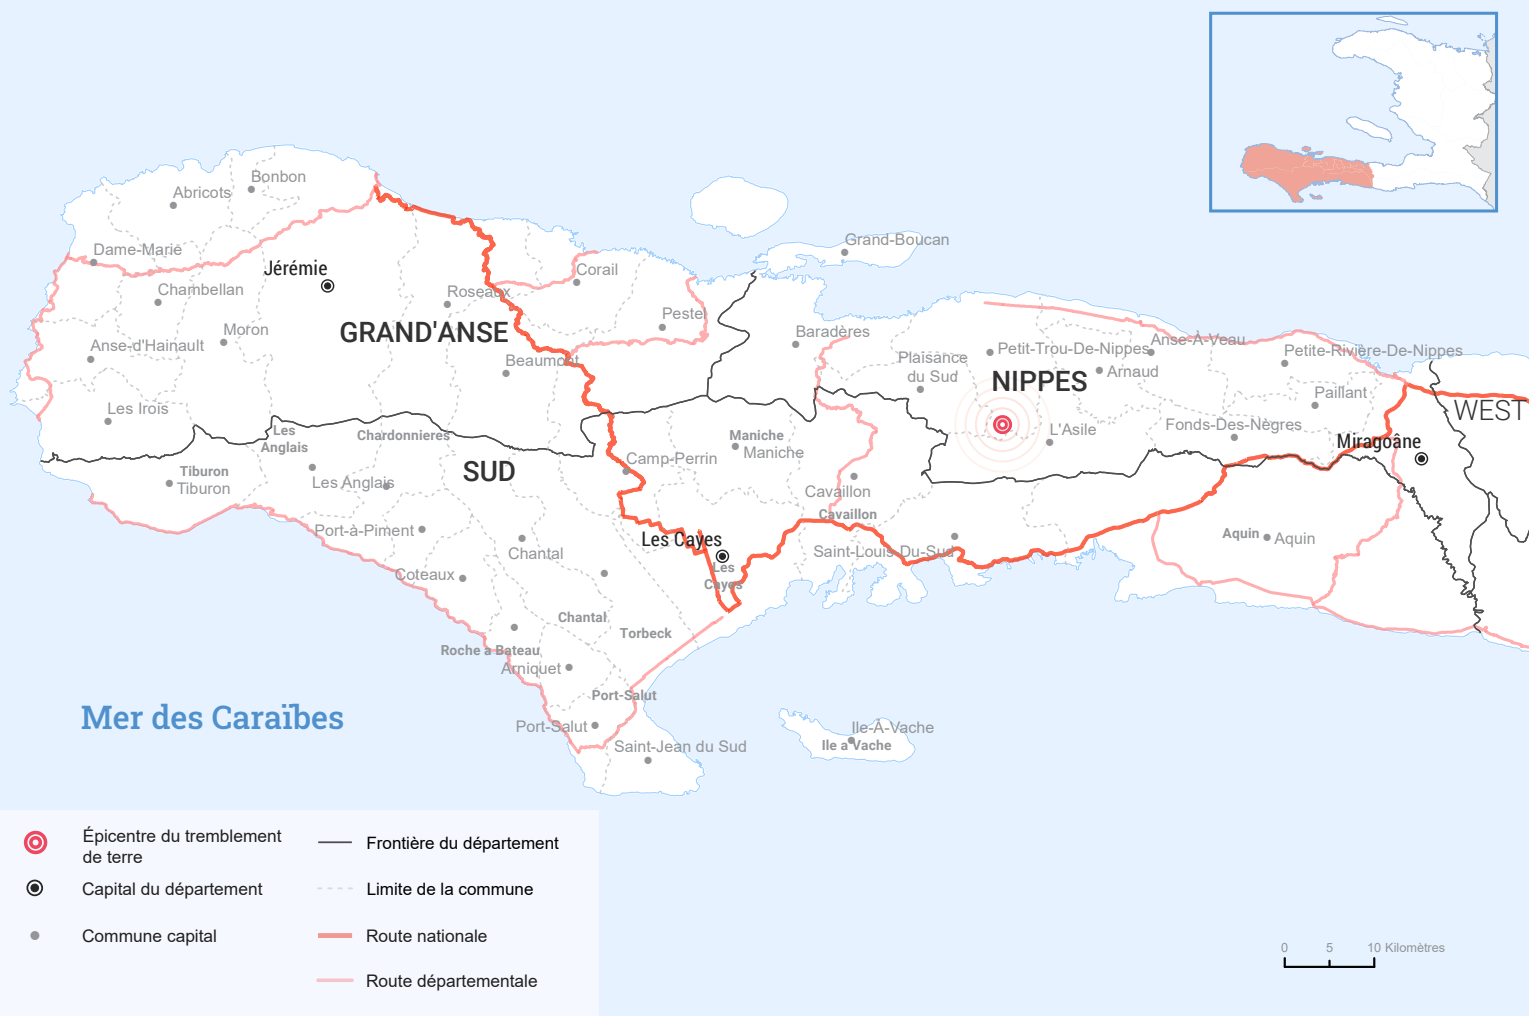 Bonbon
Abricots
Grand-Boucan
Dame-Marie
Jérémie
Corail
Chambellan
Roseaux
Pestel
Moron
GRAND'ANSE
Baradères
Anse-d'Hainault
Beaumont
Plaisance
du Sud
Petit-Trou-De-Nippes
Anse-À-Veau
Petite-Rivière-De-Nippes
NIPPES
Arnaud
Paillant
WEST
Les Irois
Les
Anglais
Chardonnieres
Maniche
Maniche
L'Asile
Fonds-Des-Nègres
Miragoâne
Tiburon
Tiburon
SUD
Camp-Perrin
Les Anglais
Cavaillon
Cavaillon
Port-à-Piment
Chantal
Les Cayes
Les
Cayes
Saint-Louis-Du-Sud
Aquin
Aquin
Coteaux
Chantal
Torbeck
Roche a Bateau
Arniquet
Port-Salut
Port-Salut
Mer des Caraïbes
Saint-Jean du Sud
Ile-À-Vache
Ile a Vache
Épicentre du tremblement
de terre
Capital du département
Commune capital
Frontière du département
Limite de la commune
Route nationale
Route départementale
0 5 10 Kilomètres